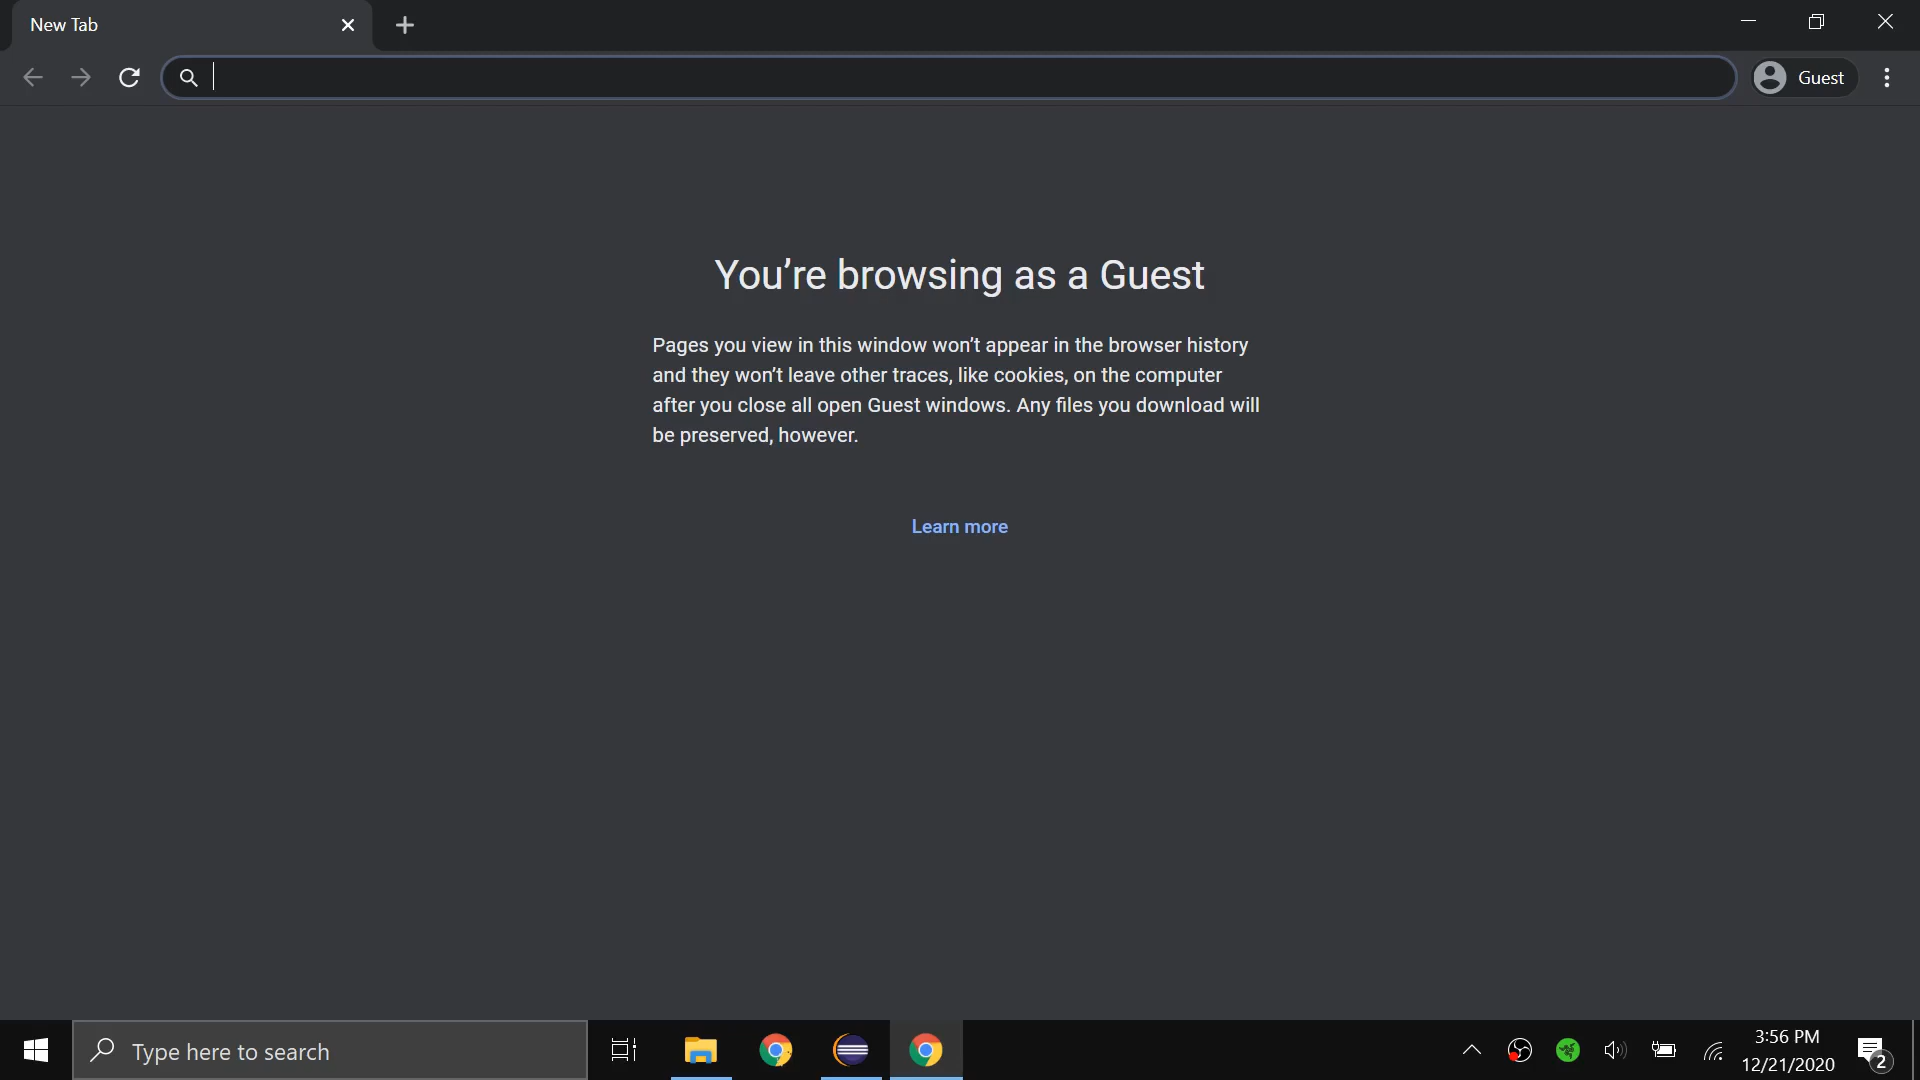 New Tab
Guest
You're browsing as a Guest
Pages you view in this window won't appear in the browser history
and they won't leave other traces, like cookies, on the computer
after you close all open Guest windows. Any files you download will
be preserved, however.
Learn more
Type here to search
3:56 PM
12/21/2020
2